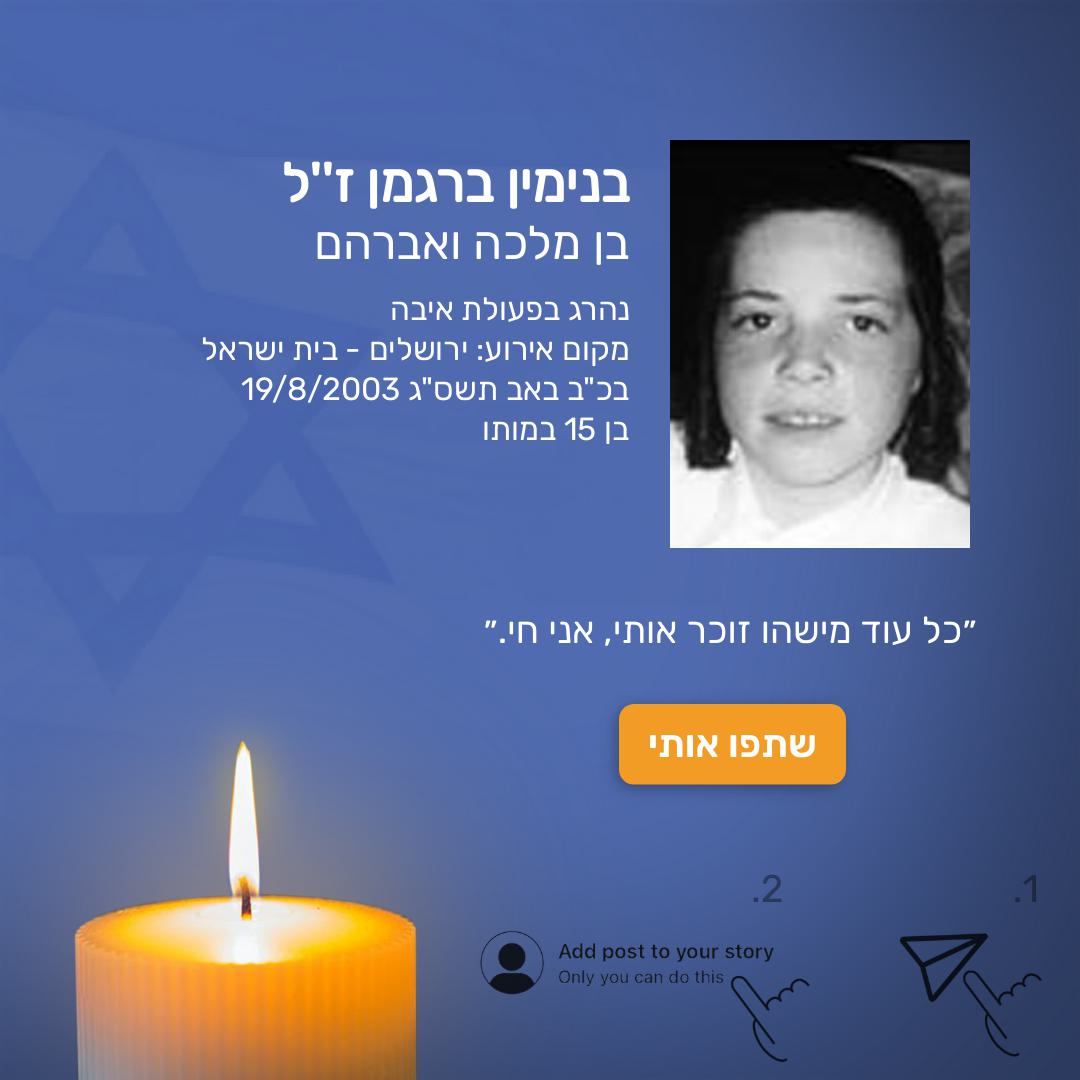 בנימין ברגמן ז"ל
בן מלכה ואברהם
נהרג בפעולת איבה
מקום אירוע: ירושלים - בית ישראל
בכ"ב באב תשס"ג 19/8/2003
בן 15 במותו
״כל עוד מישהו זוכר אותי, אני חי.״
שתפו אותי
.1
.2
Add post to your story
Only you can do this